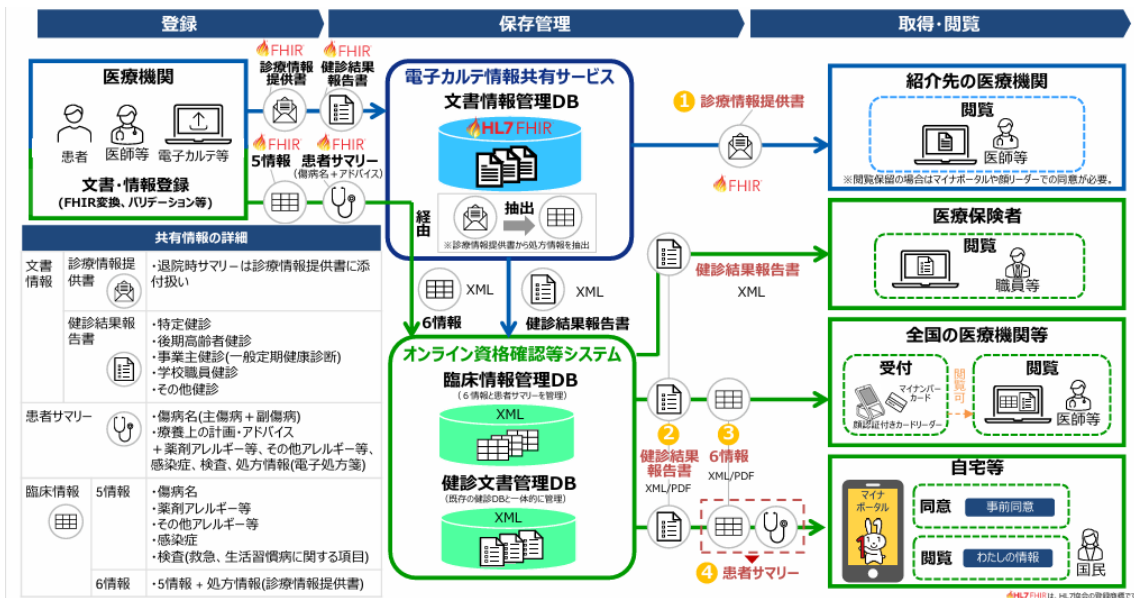 登録
保存管理
取得・閲覧
医療機関
患者
医師等
電子カルテ等
文書・情報登録
(FHIR変換、バリデーション等)
FHIR
診療情報
提供書
FHIR
健診結果
報告書
FHIR
5情報
FHIR
患者サマリー
(傷病名+アドバイス)
経由
電子カルテ情報共有サービス
文書情報管理DB
HL7 FHIR
抽出
※診療情報提供書から処方情報を抽出
XML
6情報
XML
健診結果報告書
オンライン資格確認等システム
臨床情報管理DB
(6情報と患者サマリーを管理)
XML
健診文書管理DB
(既存の健診DBと一体的に管理)
XML
1 診療情報提供書
FHIR
健診結果報告書
XML
2
健診結果
報告書
XML/PDF
3
6情報
XML/PDF
4 患者サマリー
紹介先の医療機関
閲覧
医師等
※閲覧保留の場合はマイナポータルや顔リーダーでの同意が必要。
医療保険者
閲覧
職員等
全国の医療機関等
受付
マイナンバー
カード
顔認証付きカードリーダー
閲覧可
閲覧
医師等
自宅等
マイナ
ポータル
同意
事前同意
閲覧
わたしの情報
国民
共有情報の詳細
文書
情報
診療情報提
供書
・退院時サマリーは診療情報提供書に添
付扱い
健診結果報
告書
・特定健診
・後期高齢者健診
・事業主健診(一般定期健康診断)
・学校職員健診
・その他健診
患者サマリー
・傷病名(主傷病+副傷病)
・療養上の計画・アドバイス
+薬剤アレルギー等、その他アレルギー等、
感染症、検査、処方情報(電子処方箋)
臨床情報
5情報
・傷病名
・薬剤アレルギー等
・その他アレルギー等
・感染症
・検査(救急、生活習慣病に関する項目)
6情報
・5情報 + 処方情報(診療情報提供書)
HL7 FHIR は、HL7協会の登録商標で